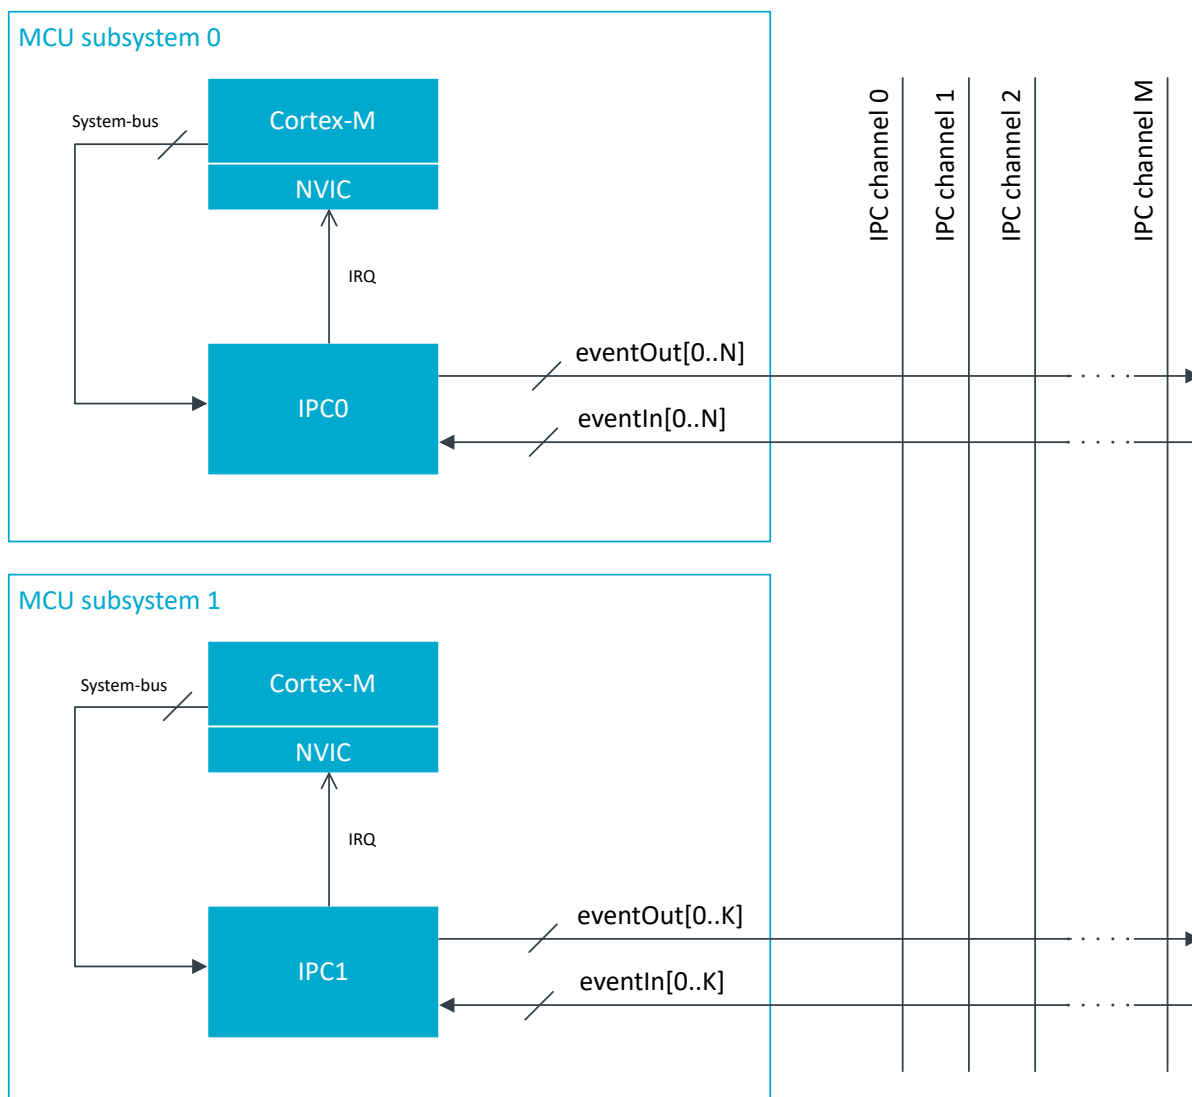 MCU subsystem 0
Cortex-M
System-bus
NVIC
IRQ
IPC0
eventOut[0..N]
eventIn[0..N]
IPC channel 0
IPC channel 1
IPC channel 2
IPC channel M
MCU subsystem 1
Cortex-M
System-bus
NVIC
IRQ
IPC1
eventOut[0..K]
eventIn[0..K]